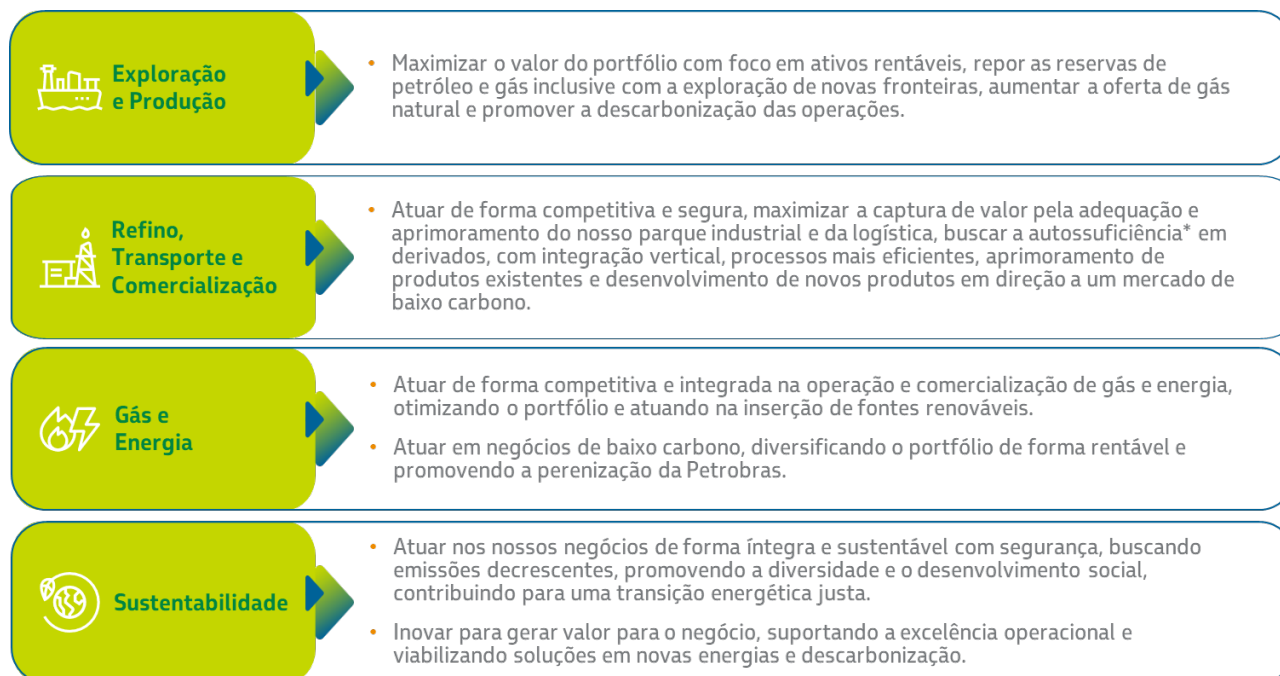 Exploração
e Produção
• Maximizar o valor do portfólio com foco em ativos rentáveis, repor as reservas de
petróleo e gás inclusive com a exploração de novas fronteiras, aumentar a oferta de gás
natural e promover a descarbonização das operações.
Refino,
Transporte e
Comercialização
• Atuar de forma competitiva e segura, maximizar a captura de valor pela adequação e
aprimoramento do nosso parque industrial e da logística, buscar a autossuficiência* em
derivados, com integração vertical, processos mais eficientes, aprimoramento de
produtos existentes e desenvolvimento de novos produtos em direção a um mercado de
baixo carbono.
Gás e
Energia
• Atuar de forma competitiva e integrada na operação e comercialização de gás e energia,
otimizando o portfólio e atuando na inserção de fontes renováveis.
• Atuar em negócios de baixo carbono, diversificando o portfólio de forma rentável e
promovendo a perenização da Petrobras.
Sustentabilidade
• Atuar nos nossos negócios de forma íntegra e sustentável com segurança, buscando
emissões decrescentes, promovendo a diversidade e o desenvolvimento social,
contribuindo para uma transição energética justa.
• Inovar para gerar valor para o negócio, suportando a excelência operacional e
viabilizando soluções em novas energias e descarbonização.